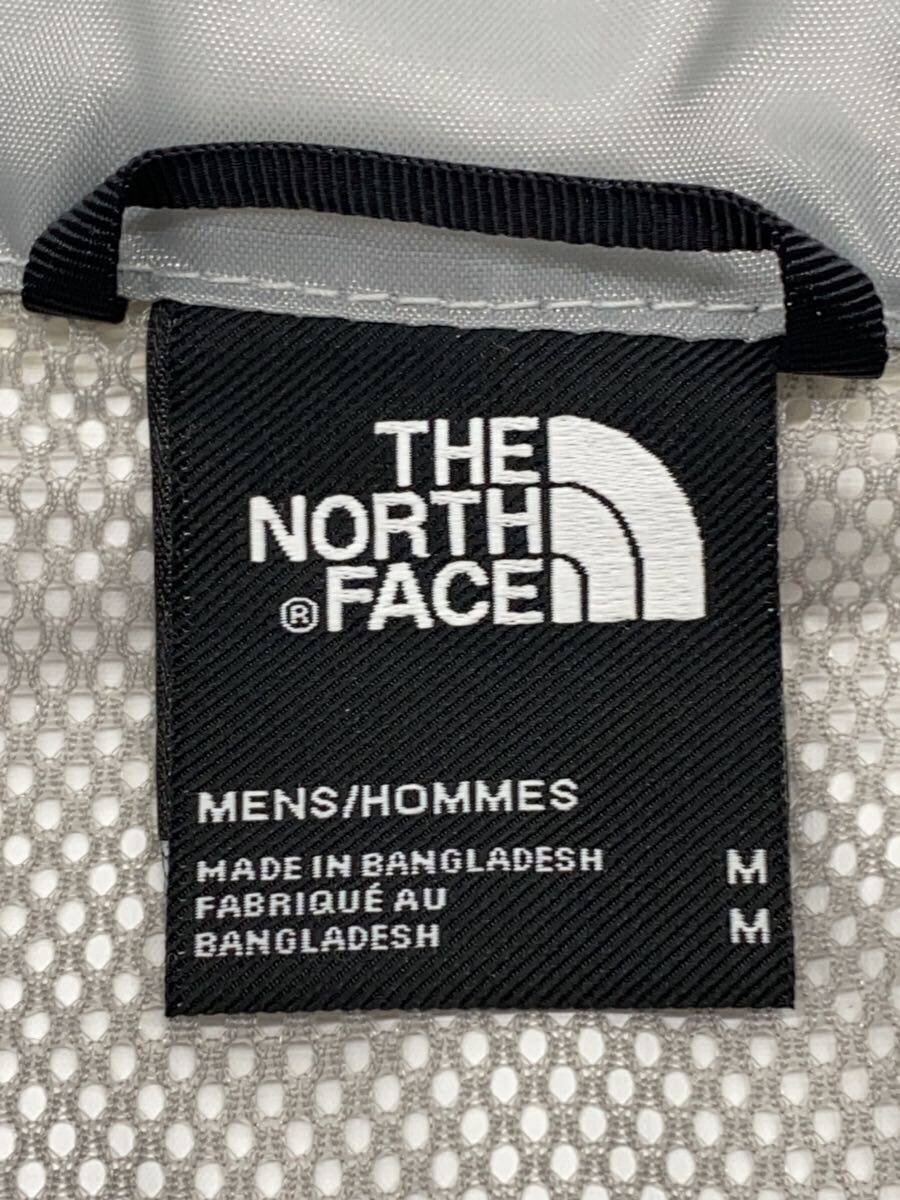 THE
NORTH
® FACE
MENS/HOMMES
MADE IN BANGLADESH M
FABRIQUÉ AU
BANGLADESH M